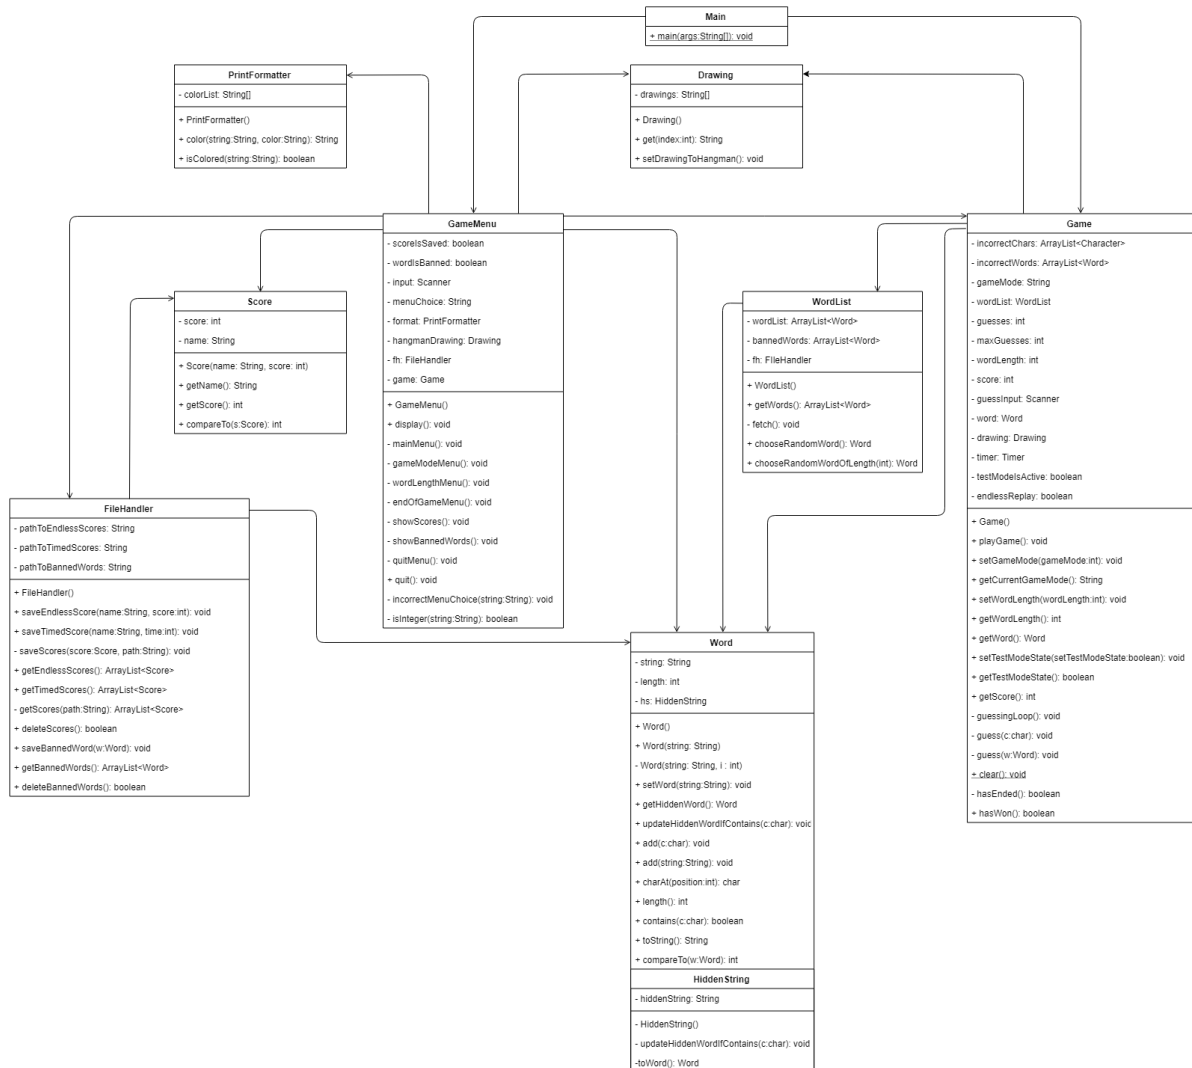 Main
+ main(args:String[]): void
PrintFormatter
- colorList: String[]
+ PrintFormatter()
+ color(string:String, color:String): String
+ isColored(string:String): boolean
Drawing
- drawings: String[]
+ Drawing()
+ get(index:int): String
+ setDrawingToHangman(): void
GameMenu
- scoreIsSaved: boolean
- wordIsBanned: boolean
- input: Scanner
- menuChoice: String
- format: PrintFormatter
- hangmanDrawing: Drawing
- fh: FileHandler
- game: Game
+ GameMenu()
+ display(): void
- mainMenu(): void
- gameModeMenu(): void
- wordLengthMenu(): void
- endOfGameMenu(): void
- showScores(): void
- showBannedWords(): void
- quitMenu(): void
+ quit(): void
- incorrectMenuChoice(string:String): void
- isInteger(string:String): boolean
Game
- incorrectChars: ArrayList<Character>
- incorrectWords: ArrayList<Word>
- gameMode: String
- wordList: WordList
- guesses: int
- maxGuesses: int
- wordLength: int
- score: int
- guessInput: Scanner
- word: Word
- drawing: Drawing
- timer: Timer
- testModeIsActive: boolean
- endlessReplay: boolean
+ Game()
+ playGame(): void
+ setGameMode(gameMode:int): void
+ getCurrentGameMode(): String
+ setWordLength(wordLength:int): void
+ getWordLength(): int
+ getWord(): Word
+ setTestModeState(setTestModeState:boolean): void
+ getTestModeState(): boolean
+ getScore(): int
- guessingLoop(): void
- guess(c:char): void
- guess(w:Word): void
+ clear(): void
- hasEnded(): boolean
+ hasWon(): boolean
Score
- score: int
- name: String
+ Score(name: String, score: int)
+ getName(): String
+ getScore(): int
+ compareTo(s:Score): int
WordList
- wordList: ArrayList<Word>
- bannedWords: ArrayList<Word>
- fh: FIleHandler
+ WordList()
+ getWords(): ArrayList<Word>
- fetch(): void
+ chooseRandomWord(): Word
+ chooseRandomWordOfLength(int): Word
FileHandler
- pathToEndlessScores: String
- pathToTimedScores: String
- pathToBannedWords: String
+ FileHandler()
+ saveEndlessScore(name:String, score:int): void
+ saveTimedScore(name:String, time:int): void
- saveScores(score:Score, path:String): void
+ getEndlessScores(): ArrayList<Score>
+ getTimedScores(): ArrayList<Score>
- getScores(path:String): ArrayList<Score>
+ deleteScores(): boolean
+ saveBannedWord(w:Word): void
+ getBannedWords(): ArrayList<Word>
+ deleteBannedWords(): boolean
Word
- string: String
- length: int
- hs: HiddenString
+ Word()
+ Word(string: String)
- Word(string: String, i : int)
+ setWord(string:String): void
+ getHiddenWord(): Word
+ updateHiddenWordIfContains(c:char): void
+ add(c:char): void
+ add(string:String): void
+ charAt(position:int): char
+ length(): int
+ contains(c:char): boolean
+ toString(): String
+ compareTo(w:Word): int
HiddenString
- hiddenString: String
- HiddenString()
- updateHiddenWordIfContains(c:char): void
-toWord(): Word